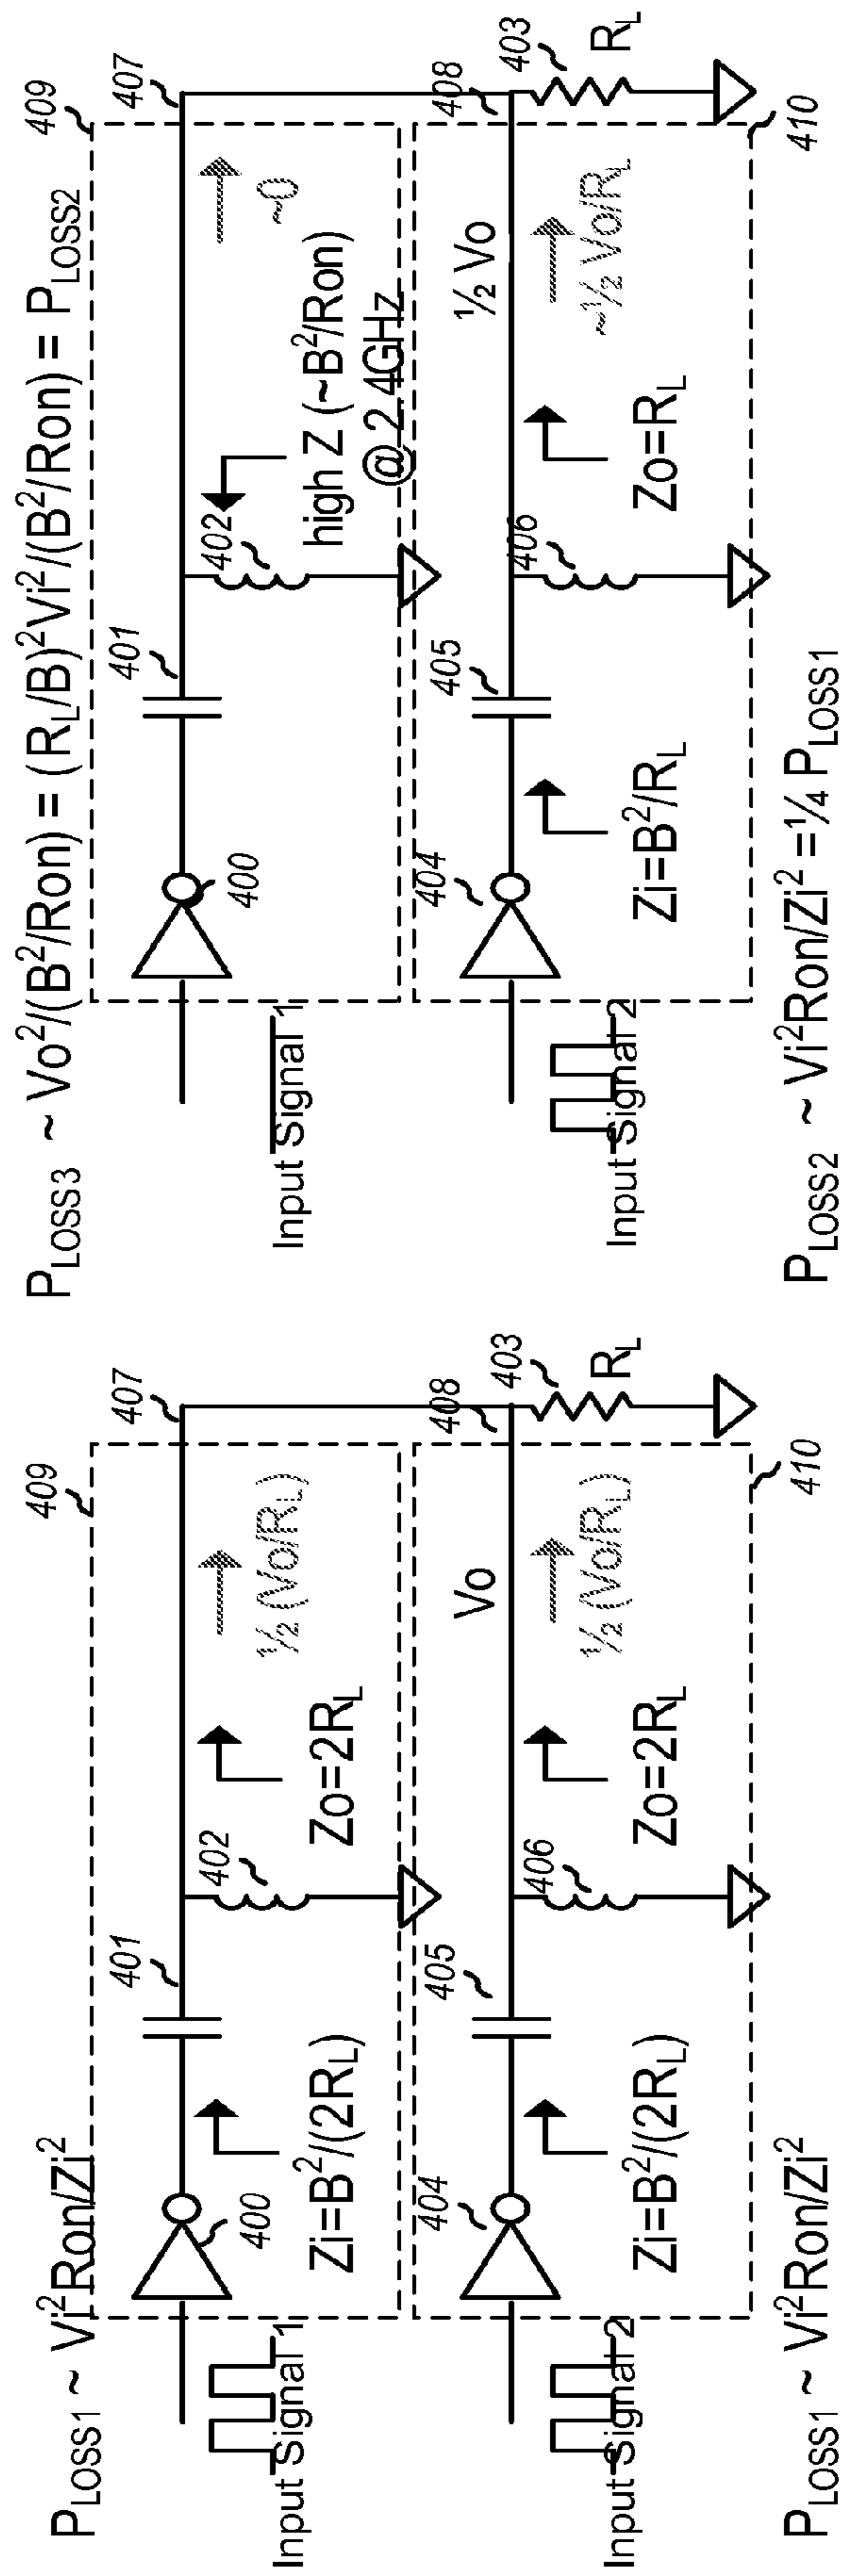 P_LOSS1 ~ Vi²Ron/Zi²
409
407
401
402
400
Zi=B²/(2R_L)
Zo=2R_L
½ (Vo/R_L)
Input Signal 1
404
405
406
408
403
Vo
R_L
Zi=B²/(2R_L)
Zo=2R_L
½ (Vo/R_L)
Input Signal 2
410
P_LOSS1 ~ Vi²Ron/Zi²
P_LOSS3 ~ Vo²/(B²/Ron) = (R_L/B)²Vi²/(B²/Ron) = P_LOSS2
409
407
401
402
400
~0
high Z (~B²/Ron)
@ 2.4GHz
Input Signal 1
404
405
406
408
403
½ Vo
R_L
Zi=B²/R_L
Zo=R_L
~½ Vo/R_L
Input Signal 2
410
P_LOSS2 ~ Vi²Ron/Zi² =¼ P_LOSS1